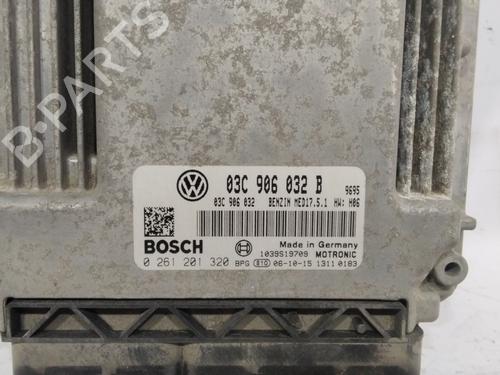 B-PARTS
03C 906 032 B 9695
03C 906 032 BENZIN MED17.5.1 HW: H06
BOSCH
Made in Germany
1039S19709 MOTRONIC
0 261 201 320 BPG 810 06-10-15 1311 0183